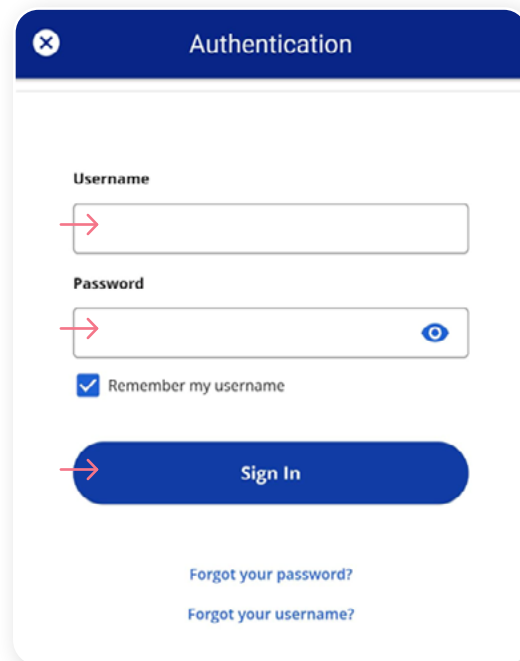 Authentication
Username
Password
Remember my username
Sign In
Forgot your password?
Forgot your username?